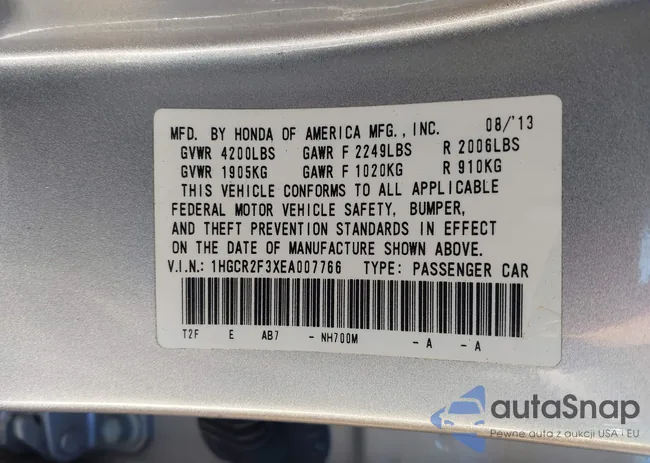 MFD. BY HONDA OF AMERICA MFG., INC. 08/'13
GVWR 4200LBS GAWR F 2249LBS R 2006LBS
GVWR 1905KG GAWR F 1020KG R 910KG
THIS VEHICLE CONFORMS TO ALL APPLICABLE
FEDERAL MOTOR VEHICLE SAFETY, BUMPER,
AND THEFT PREVENTION STANDARDS IN EFFECT
ON THE DATE OF MANUFACTURE SHOWN ABOVE.
V.I.N.: 1HGCR2F3XEA007766 TYPE: PASSENGER CAR
T2F E AB7 - NH700M - A - A
autaSnap
Pewne auta z aukcji USA i EU